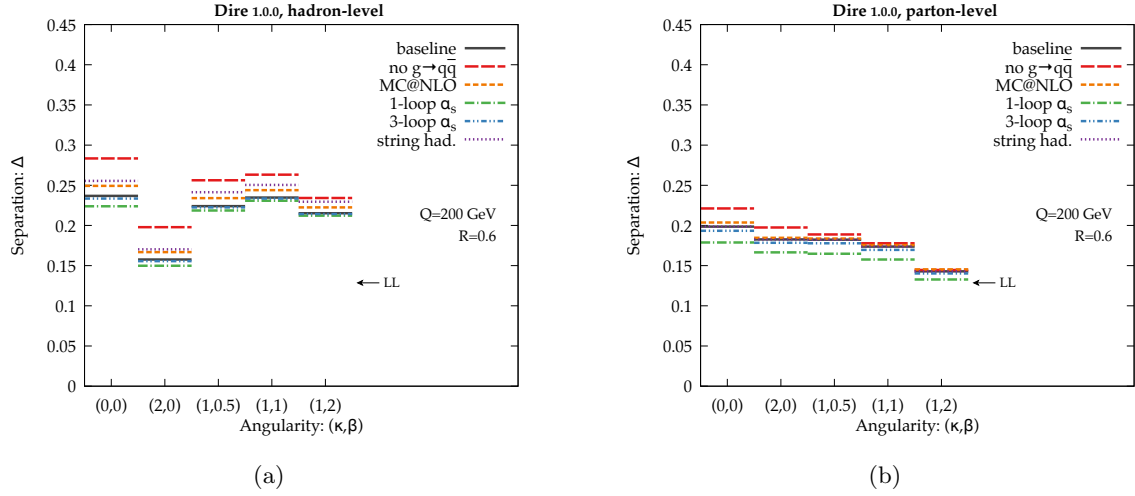 Dire 1.0.0, hadron-level
0.45
0.4
0.35
0.3
0.25
0.2
0.15
0.1
0.05
0
Separation: Δ
baseline
no g→qq̅
MC@NLO
1-loop αs
3-loop αs
string had.
Q=200 GeV
R=0.6
LL
(0,0) (2,0) (1,0.5) (1,1) (1,2)
Angularity: (κ,β)
(a)
Dire 1.0.0, parton-level
0.45
0.4
0.35
0.3
0.25
0.2
0.15
0.1
0.05
0
Separation: Δ
baseline
no g→qq̅
MC@NLO
1-loop αs
3-loop αs
string had.
Q=200 GeV
R=0.6
LL
(0,0) (2,0) (1,0.5) (1,1) (1,2)
Angularity: (κ,β)
(b)